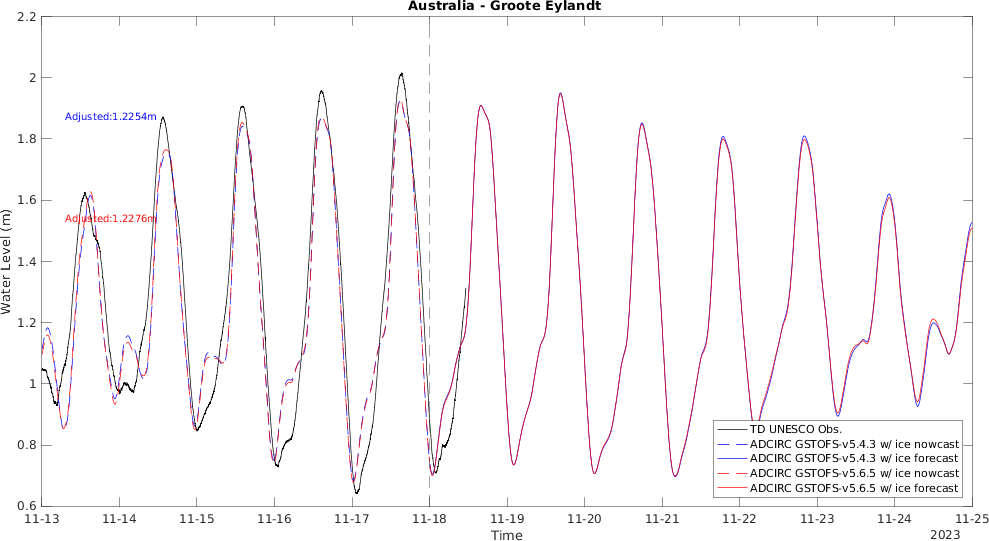 Australia - Groote Eylandt
2.2
2
1.8
1.6
1.4
1.2
1
0.8
0.6
Water Level (m)
Adjusted:1.2254m
Adjusted:1.2276m
TD UNESCO Obs.
ADCIRC GSTOFS-v5.4.3 w/ ice nowcast
ADCIRC GSTOFS-v5.4.3 w/ ice forecast
ADCIRC GSTOFS-v5.6.5 w/ ice nowcast
ADCIRC GSTOFS-v5.6.5 w/ ice forecast
11-13 11-14 11-15 11-16 11-17 11-18 11-19 11-20 11-21 11-22 11-23 11-24 11-25
Time
2023